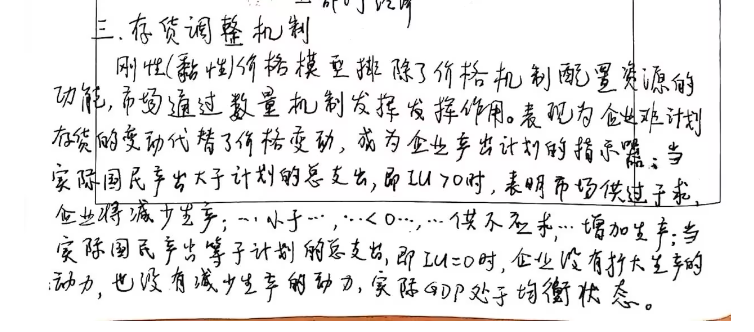 三、存货调整机制
刚性(黏性)价格模型排除了价格机制配置资源的
功能,市场通过数量机制发挥发挥作用。表现为企业难计划
存货的变动代替了价格变动,成为企业产出计划的指示器;当
实际国民产出大于计划的总支出,即IU>0时,表明市场供过于求,
企业将减少生产;…小于…,…<0…,…供不应求,…增加生产;当
实际国民产出等于计划的总支出,即IU=0时,企业没有扩大生产的
动力,也没有减少生产的动力,实际GDP处于均衡状态。